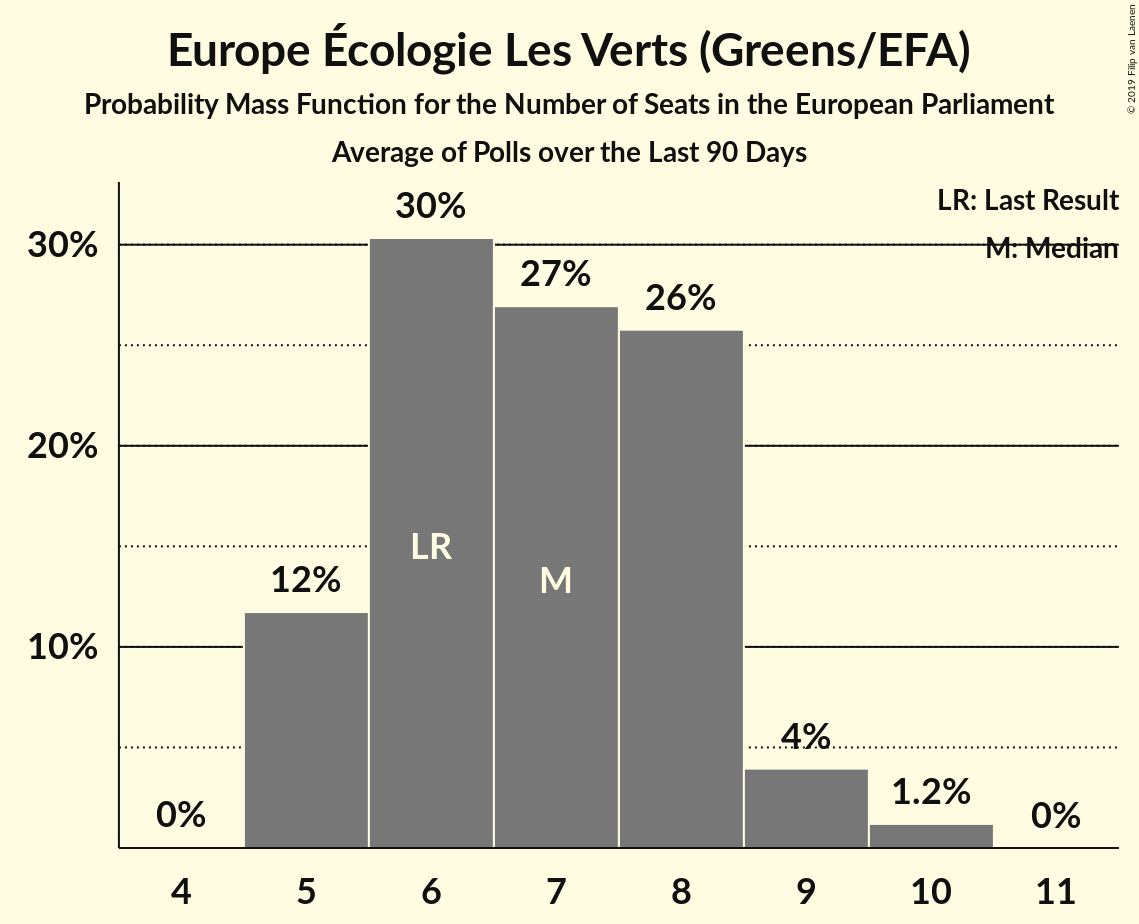 Europe Écologie Les Verts (Greens/EFA)
Probability Mass Function for the Number of Seats in the European Parliament
Average of Polls over the Last 90 Days
© 2019 Filip van Laenen
LR: Last Result
M: Median
30%
20%
10%
0%
12%
30%
27%
26%
4%
1.2%
0%
LR
M
4 5 6 7 8 9 10 11